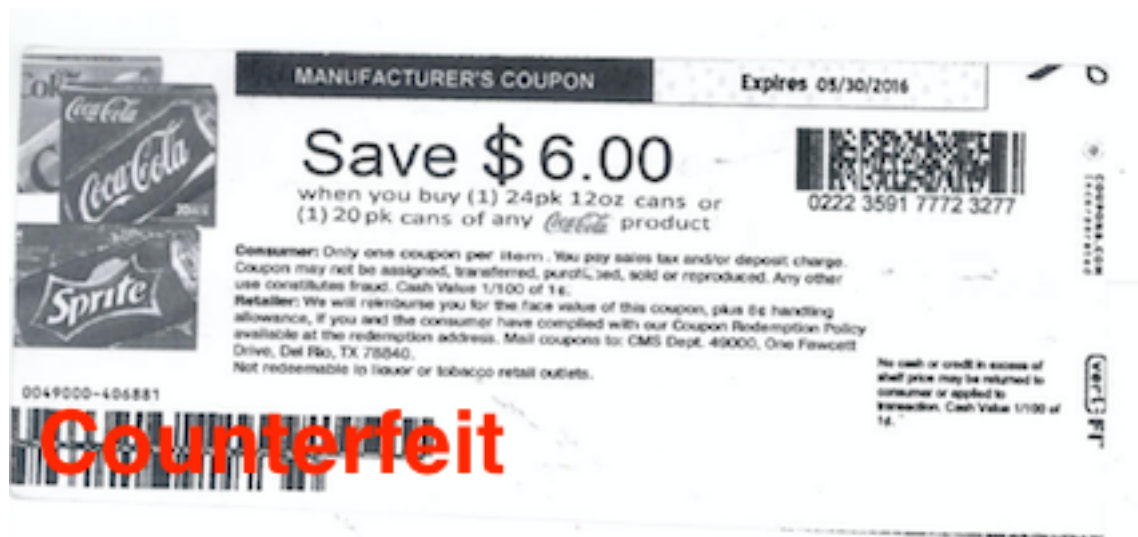 MANUFACTURER'S COUPON
Expires 05/30/2016
Coca-Cola
Coca-Cola
Sprite
Save $6.00
when you buy (1) 24pk 12oz cans or
(1) 20pk cans of any Coca-Cola product
0222 3591 7772 3277
COUPONS.COM
Consumer: Only one coupon per item. You pay sales tax and/or deposit charge.
Coupon may not be assigned, transferred, purchased, sold or reproduced. Any other
use constitutes fraud. Cash Value 1/100 of 1¢.
Retailer: We will reimburse you for the face value of this coupon, plus 8¢ handling
allowance, if you and the consumer have complied with our Coupon Redemption Policy
available at the redemption address. Mail coupons to: CMS Dept. 49000, One Fawcett
Drive, Del Rio, TX 78840.
Not redeemable in liquor or tobacco retail outlets.
No cash or credit in excess of
shelf price may be returned to
consumer or applied to
transaction. Cash Value 1/100 of
1¢.
0049000-406881
Counterfeit